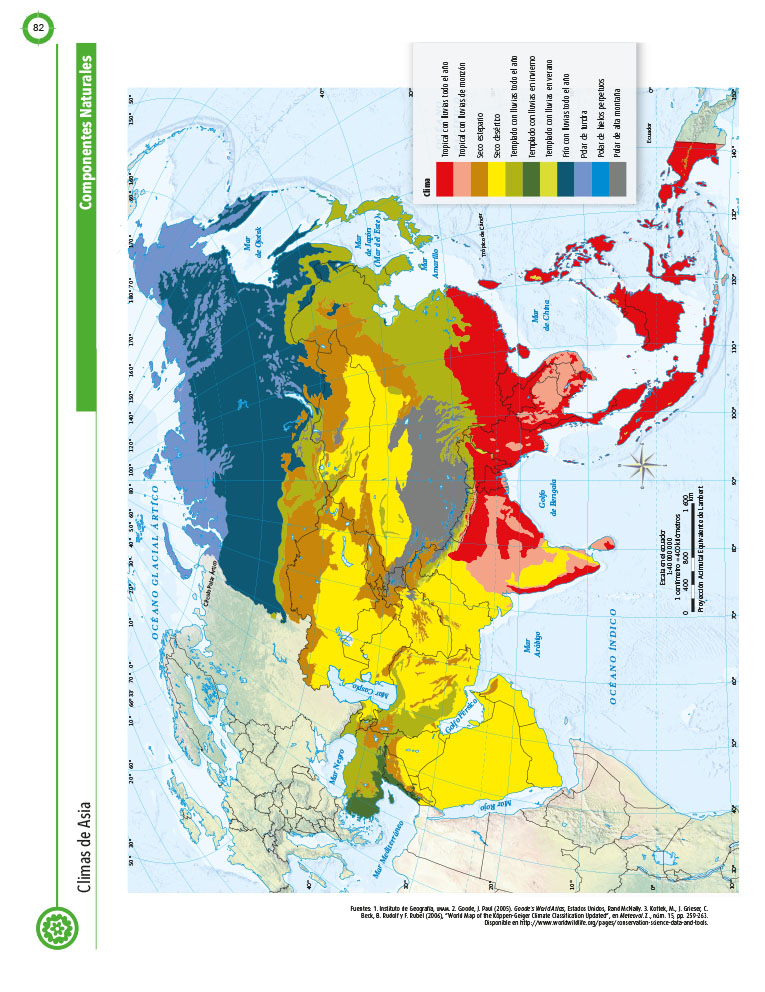 82
Componentes Naturales
Climas de Asia
Clima
Tropical con lluvias todo el año
Tropical con lluvias de monzón
Seco estepario
Seco desértico
Templado con lluvias todo el año
Templado con lluvias en invierno
Templado con lluvias en verano
Frío con lluvias todo el año
Polar de tundra
Polar de hielos perpetuos
Polar de alta montaña
OCÉANO GLACIAL ÁRTICO
Círculo Polar Ártico
Mar
de Ojotsk
Mar
de Japón
(Mar del Este)
Mar
Amarillo
Trópico de Cáncer
Mar
de China
Ecuador
Golfo
de Bengala
Mar
Arábigo
OCÉANO ÍNDICO
Mar Caspio
Mar Negro
Golfo Pérsico
Mar Rojo
Mar Mediterráneo
Escala en el ecuador
1:40 000 000
1 centímetro = 400 kilómetros
0 400 800 1 600
km
Proyección Acimutal Equivalente de Lambert
Fuentes: 1. Instituto de Geografía, UNAM. 2. Goode, J. Paul (2005). Goode's World Atlas, Estados Unidos, Rand McNally. 3. Kottek, M., J. Grieser, C.
Beck, B. Rudolf y F. Rubel (2006), "World Map of the Köppen-Geiger Climate Classification Updated", en Meteorol. Z., núm. 15, pp. 259-263.
Disponible en http://www.worldwildlife.org/pages/conservation-science-data-and-tools.